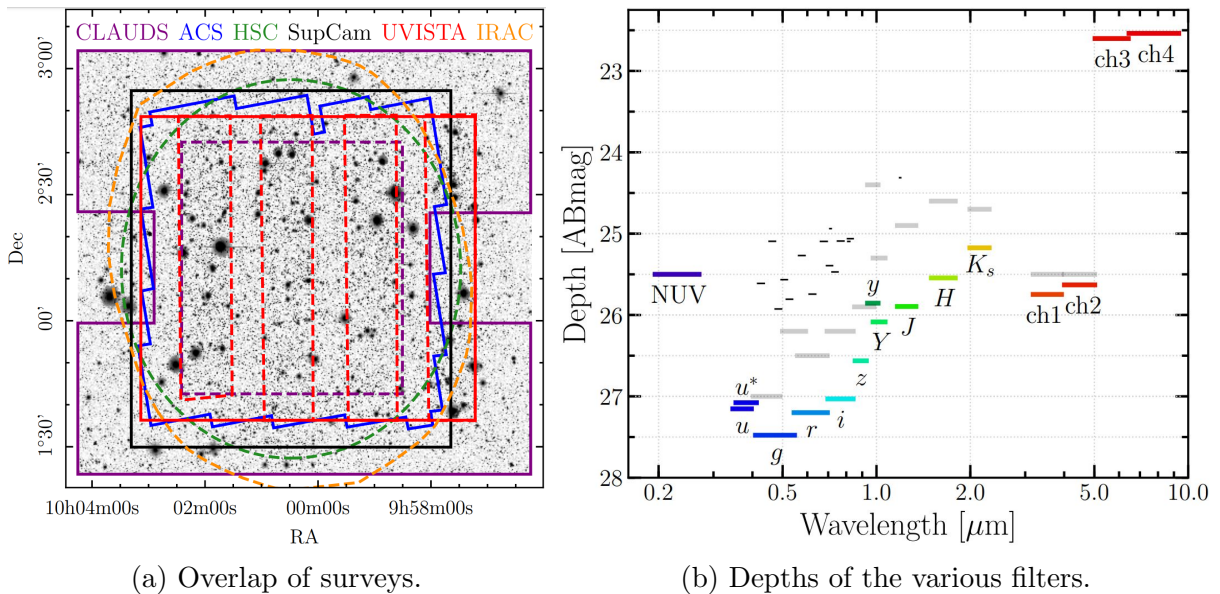 CLAUDS ACS HSC SupCam UVISTA IRAC
3°00'
2°30'
00'
1°30'
Dec
10h04m00s 02m00s 00m00s 9h58m00s
RA
(a) Overlap of surveys.
23
24
25
26
27
28
Depth [ABmag]
ch3 ch4
NUV
K_s
y
H
ch1
ch2
J
Y
z
u*
u
i
r
g
0.2 0.5 1.0 2.0 5.0 10.0
Wavelength [μm]
(b) Depths of the various filters.